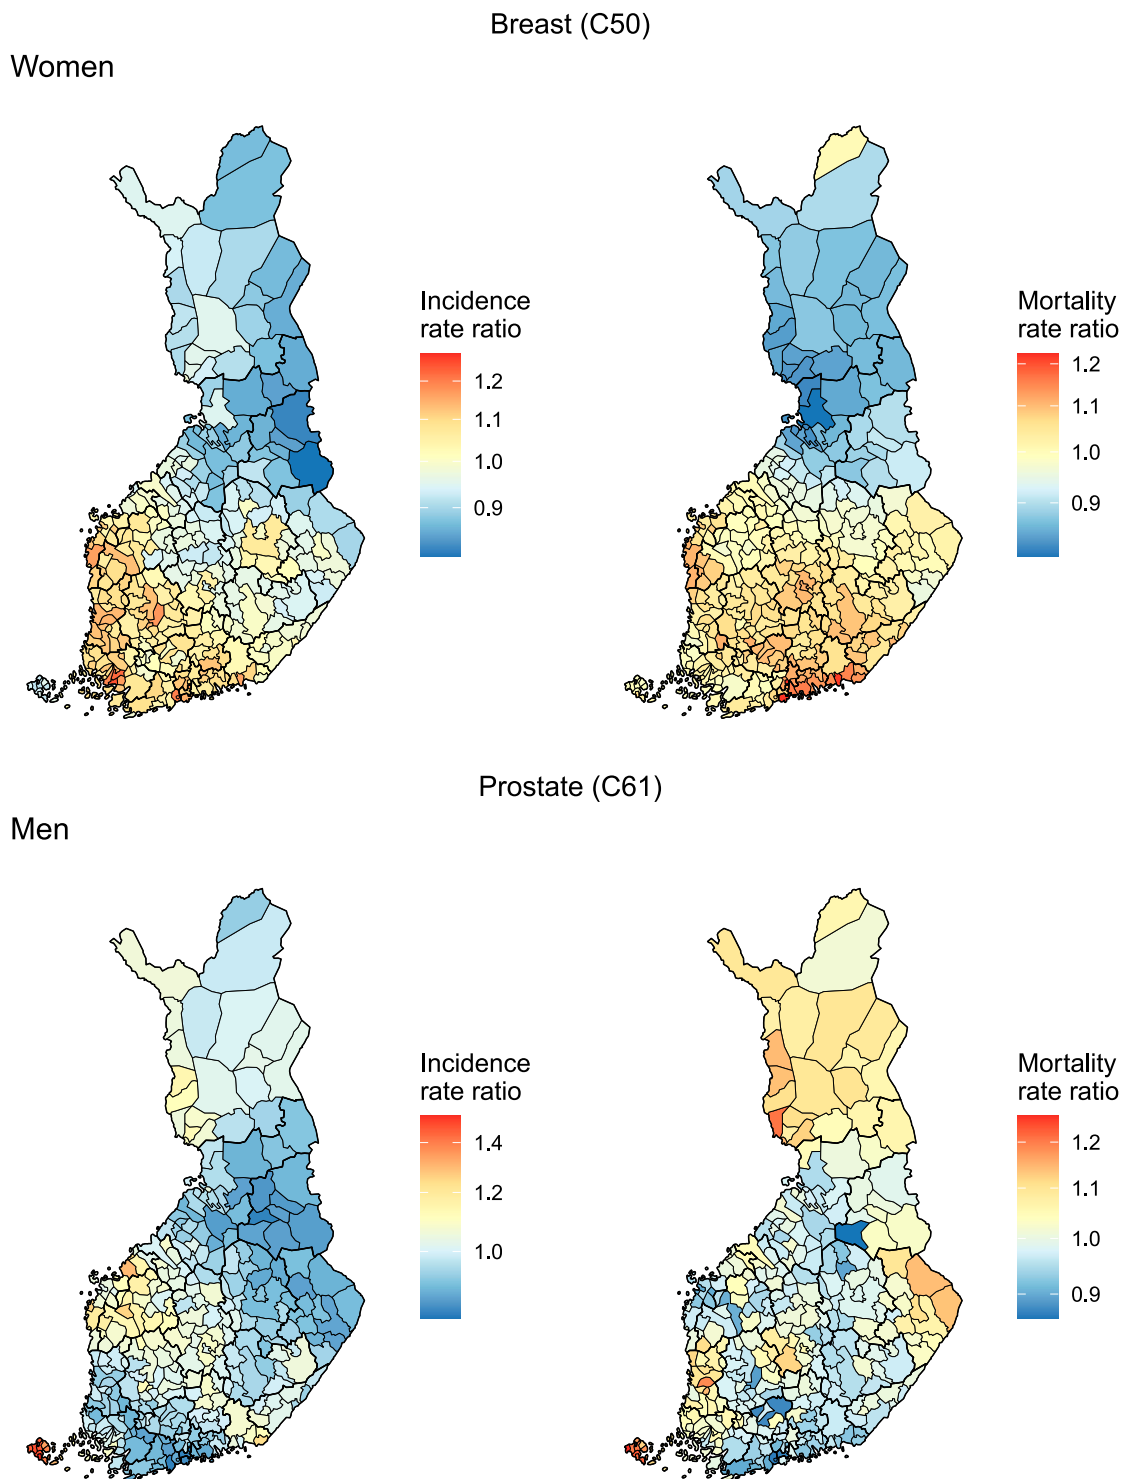 Breast (C50)
Women
Incidence
rate ratio
1.2
1.1
1.0
0.9
Mortality
rate ratio
1.2
1.1
1.0
0.9
Prostate (C61)
Men
Incidence
rate ratio
1.4
1.2
1.0
Mortality
rate ratio
1.2
1.1
1.0
0.9